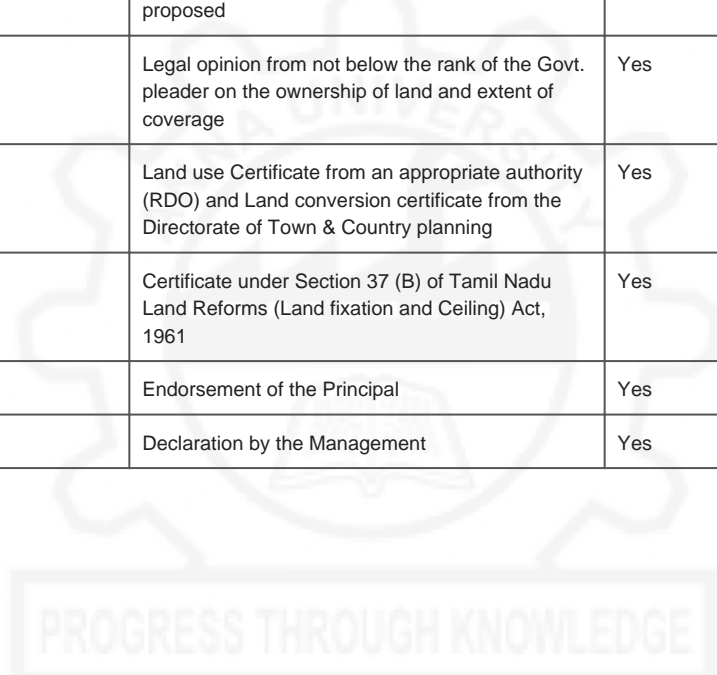 proposed
Legal opinion from not below the rank of the Govt.
pleader on the ownership of land and extent of
coverage
Yes
Land use Certificate from an appropriate authority
(RDO) and Land conversion certificate from the
Directorate of Town & Country planning
Yes
Certificate under Section 37 (B) of Tamil Nadu
Land Reforms (Land fixation and Ceiling) Act,
1961
Yes
Endorsement of the Principal
Yes
Declaration by the Management
Yes
UNIVERSITY
PROGRESS THROUGH KNOWLEDGE